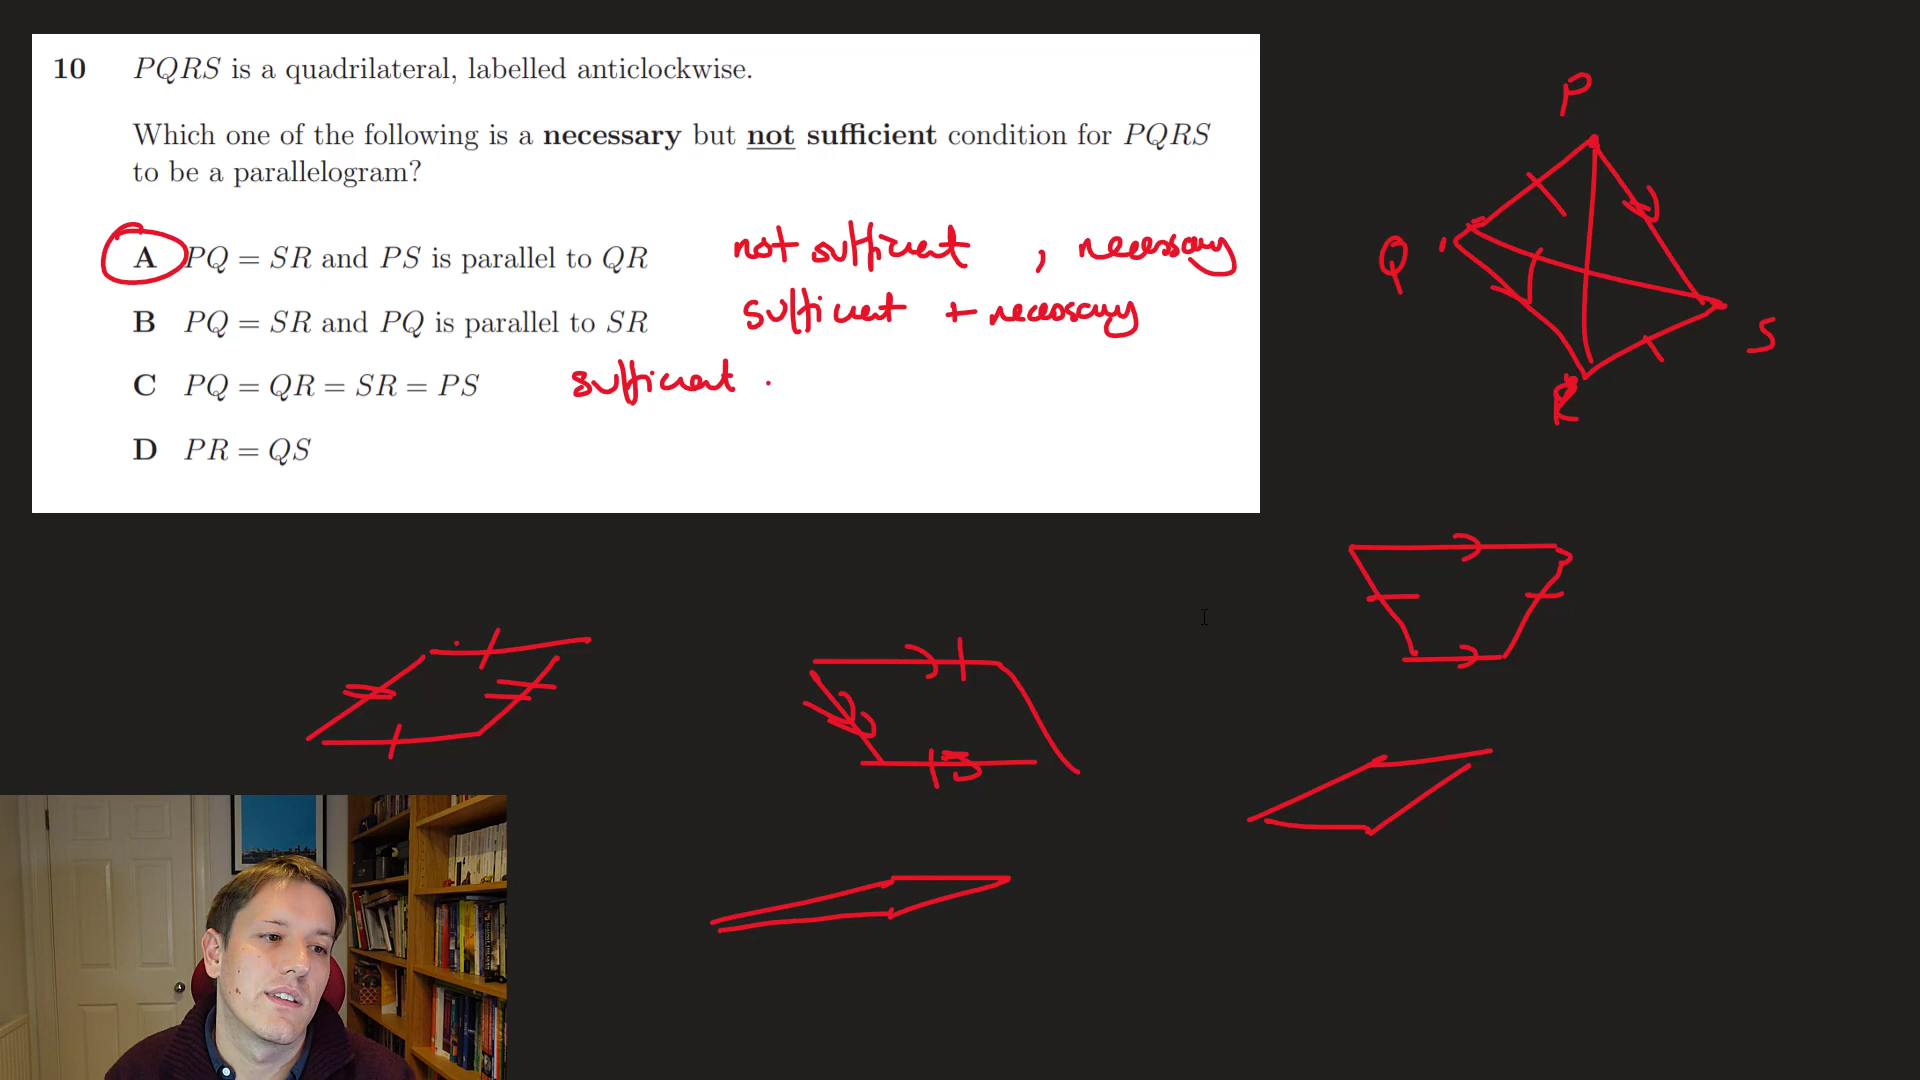 10 PQRS is a quadrilateral, labelled anticlockwise.
Which one of the following is a necessary but not sufficient condition for PQRS
to be a parallelogram?
A PQ = SR and PS is parallel to QR not sufficient , necessary
B PQ = SR and PQ is parallel to SR sufficient + necessary
C PQ = QR = SR = PS sufficient .
D PR = QS
P
Q
S
R